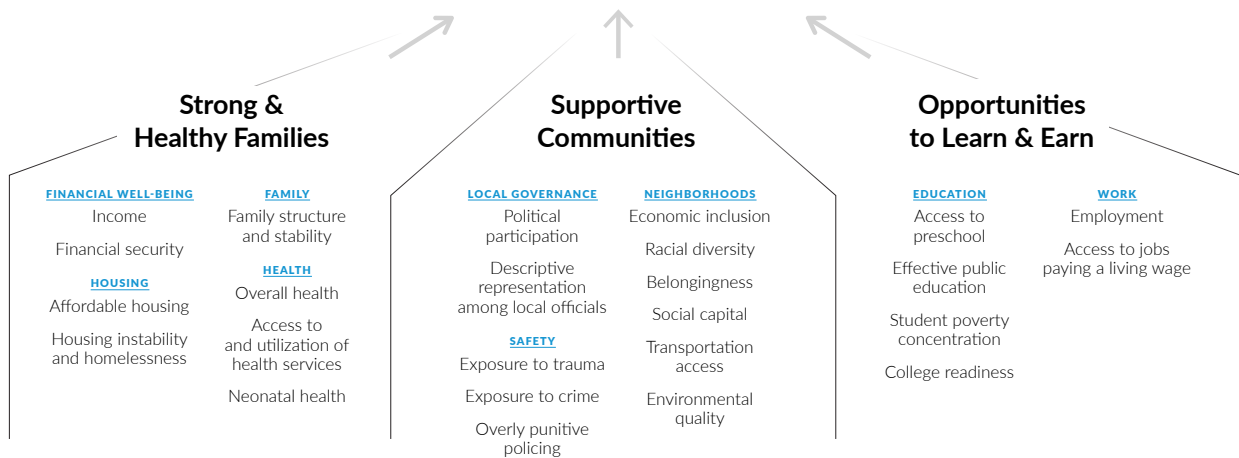 Strong &
Healthy Families
FINANCIAL WELL-BEING
Income
Financial security
HOUSING
Affordable housing
Housing instability
and homelessness
FAMILY
Family structure
and stability
HEALTH
Overall health
Access to
and utilization of
health services
Neonatal health
Supportive
Communities
LOCAL GOVERNANCE
Political
participation
Descriptive
representation
among local officials
SAFETY
Exposure to trauma
Exposure to crime
Overly punitive
policing
NEIGHBORHOODS
Economic inclusion
Racial diversity
Belongingness
Social capital
Transportation
access
Environmental
quality
Opportunities
to Learn & Earn
EDUCATION
Access to
preschool
Effective public
education
Student poverty
concentration
College readiness
WORK
Employment
Access to jobs
paying a living wage